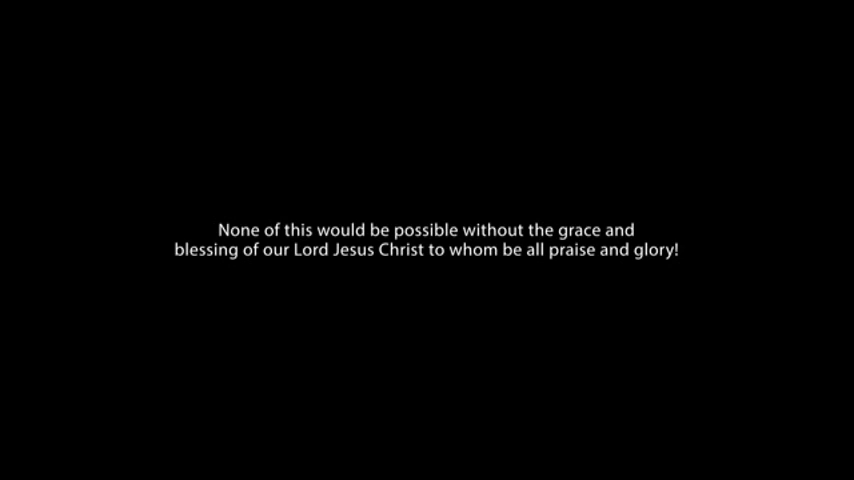 None of this would be possible without the grace and
blessing of our Lord Jesus Christ to whom be all praise and glory!